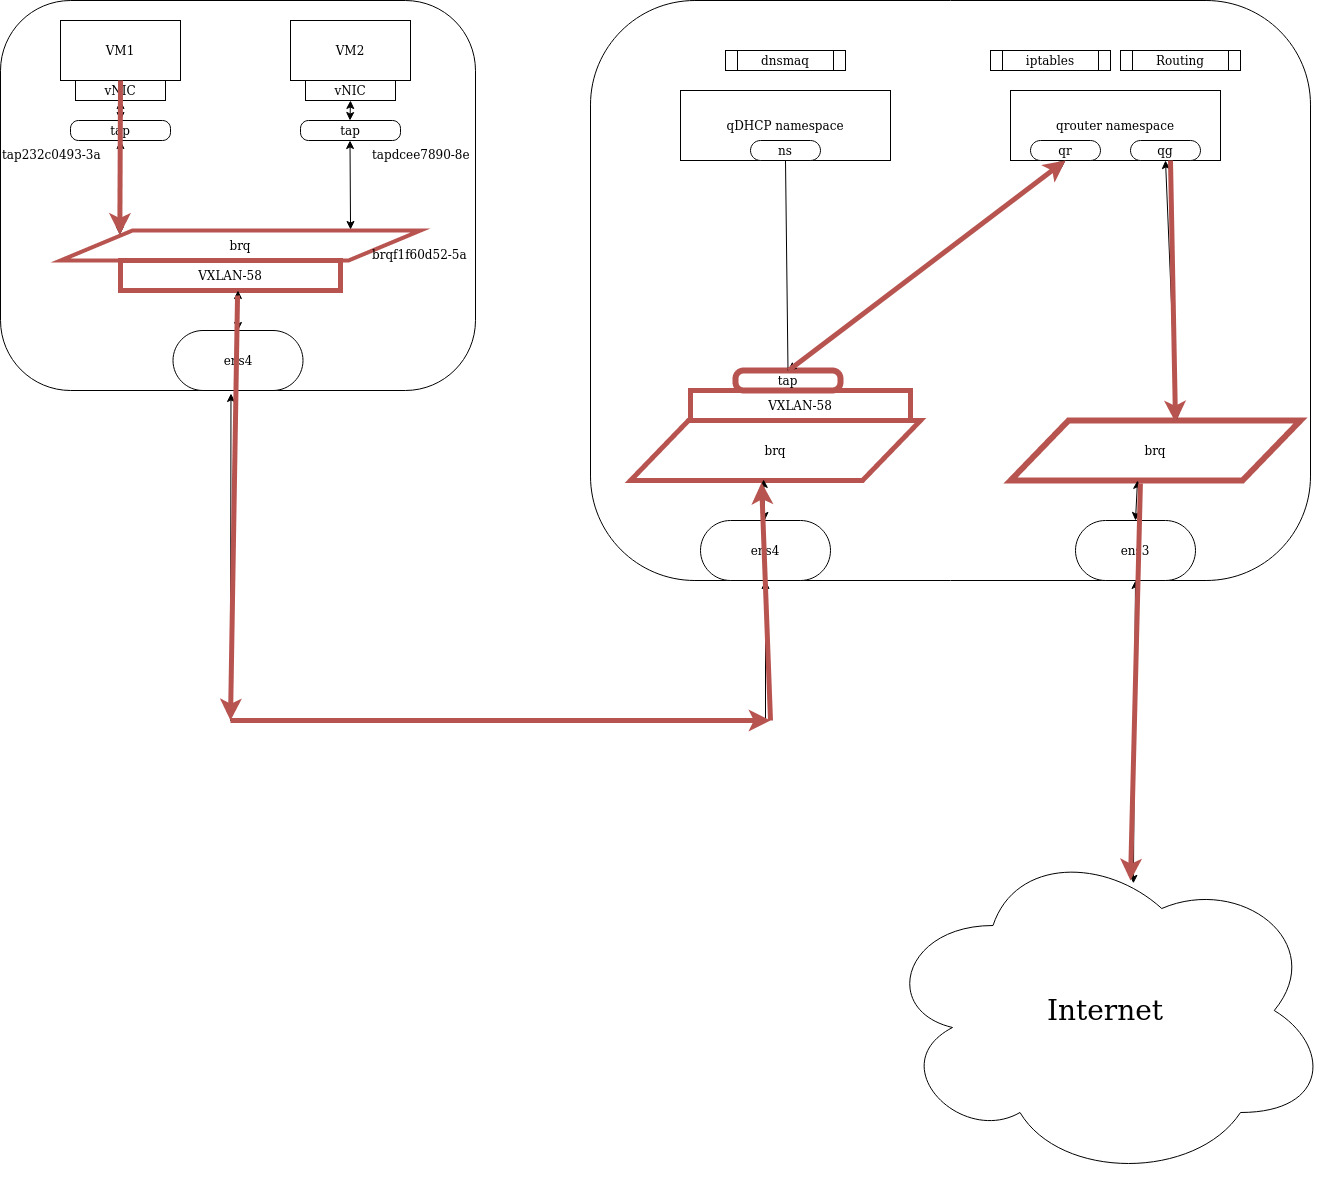 VM1
VM2
vNIC
vNIC
tap
tap
tap232c0493-3a
tapdcee7890-8e
brq
brqf1f60d52-5a
VXLAN-58
ens4
dnsmaq
iptables
Routing
qDHCP namespace
qrouter namespace
ns
qr
qg
tap
VXLAN-58
brq
brq
ens4
ens3
Internet